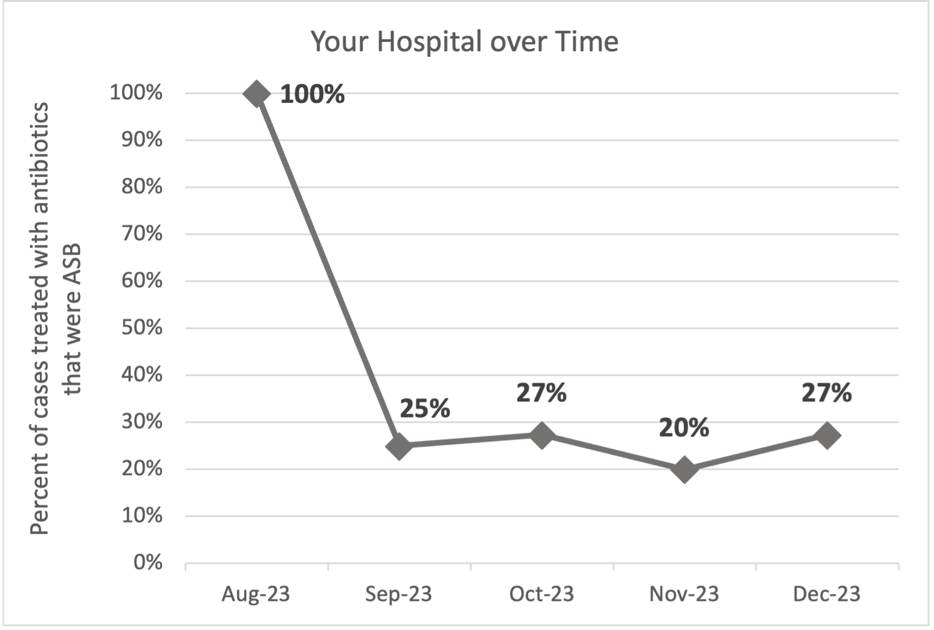 Your Hospital over Time
Percent of cases treated with antibiotics
that were ASB
100%
90%
80%
70%
60%
50%
40%
30%
20%
10%
0%
100%
25%
27%
20%
27%
Aug-23
Sep-23
Oct-23
Nov-23
Dec-23